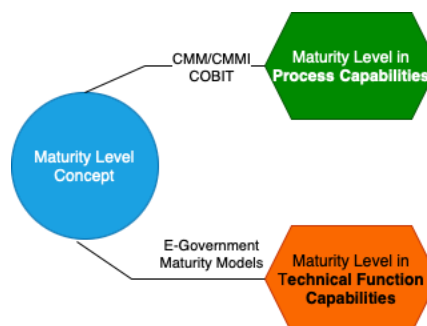 CMM/CMMI
COBIT
Maturity Level in
Process Capabilities
Maturity Level
Concept
E-Government
Maturity Models
Maturity Level in
Technical Function
Capabilities